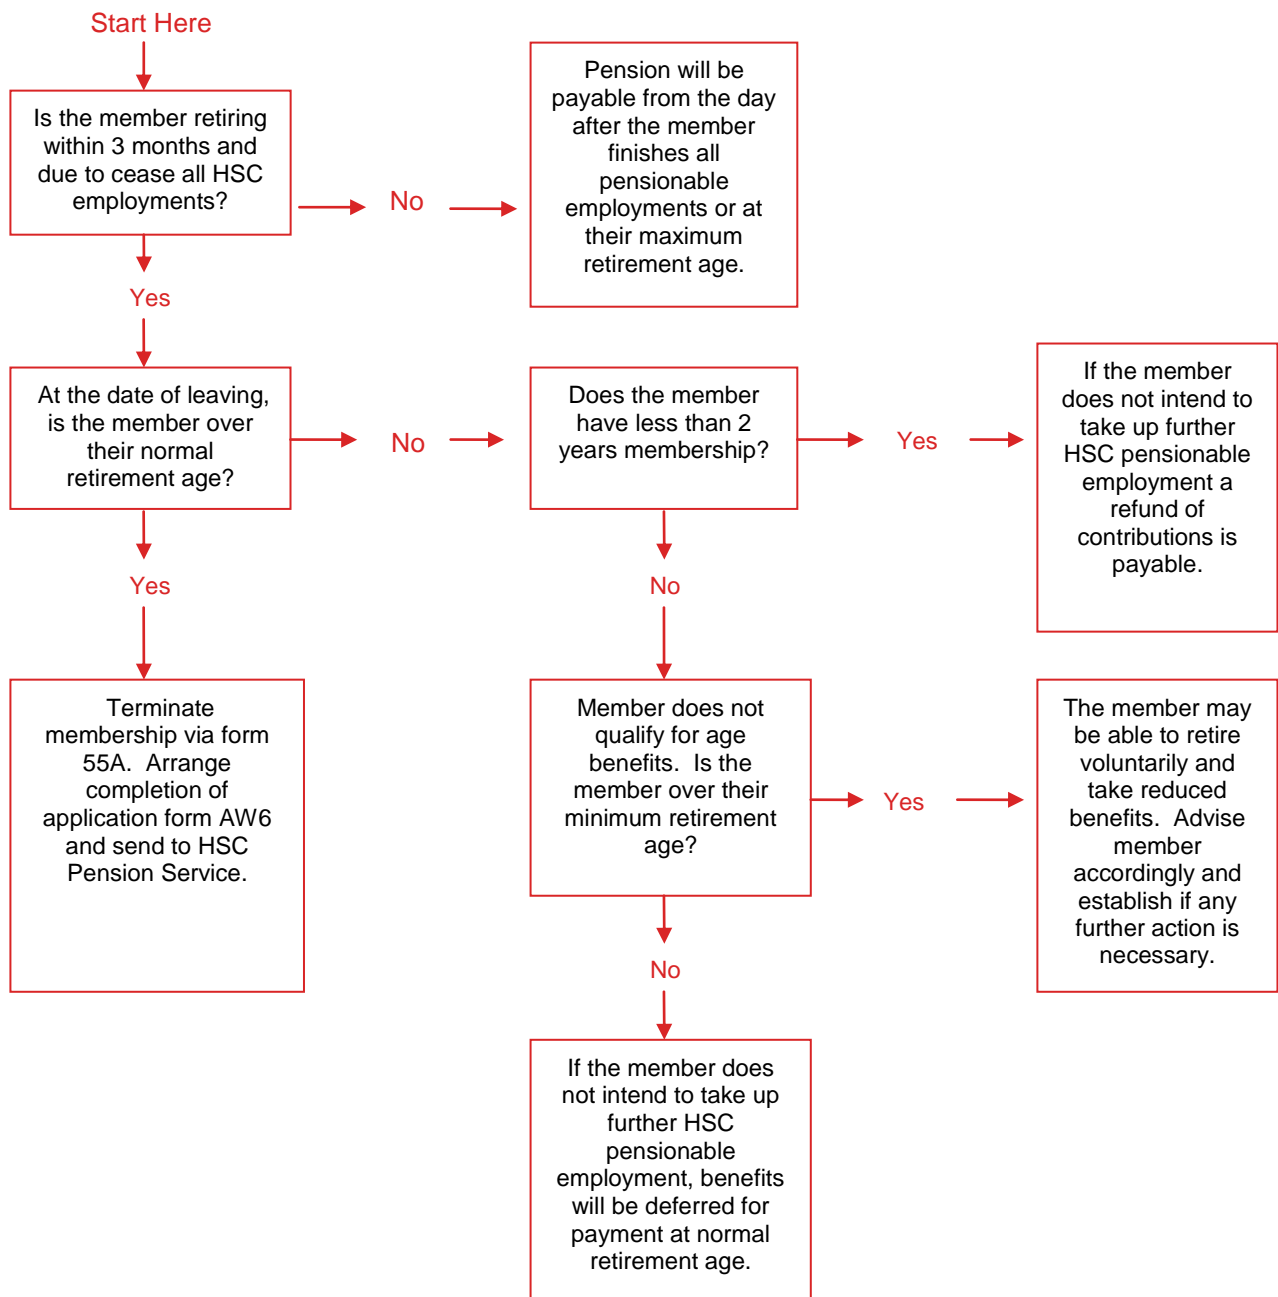 Start Here
Is the member retiring
within 3 months and
due to cease all HSC
employments?
No
Pension will be
payable from the day
after the member
finishes all
pensionable
employments or at
their maximum
retirement age.
Yes
At the date of leaving,
is the member over
their normal
retirement age?
No
Does the member
have less than 2
years membership?
Yes
If the member
does not intend to
take up further
HSC pensionable
employment a
refund of
contributions is
payable.
Yes
No
Terminate
membership via form
55A. Arrange
completion of
application form AW6
and send to HSC
Pension Service.
Member does not
qualify for age
benefits. Is the
member over their
minimum retirement
age?
Yes
The member may
be able to retire
voluntarily and
take reduced
benefits. Advise
member
accordingly and
establish if any
further action is
necessary.
No
If the member does
not intend to take up
further HSC
pensionable
employment, benefits
will be deferred for
payment at normal
retirement age.